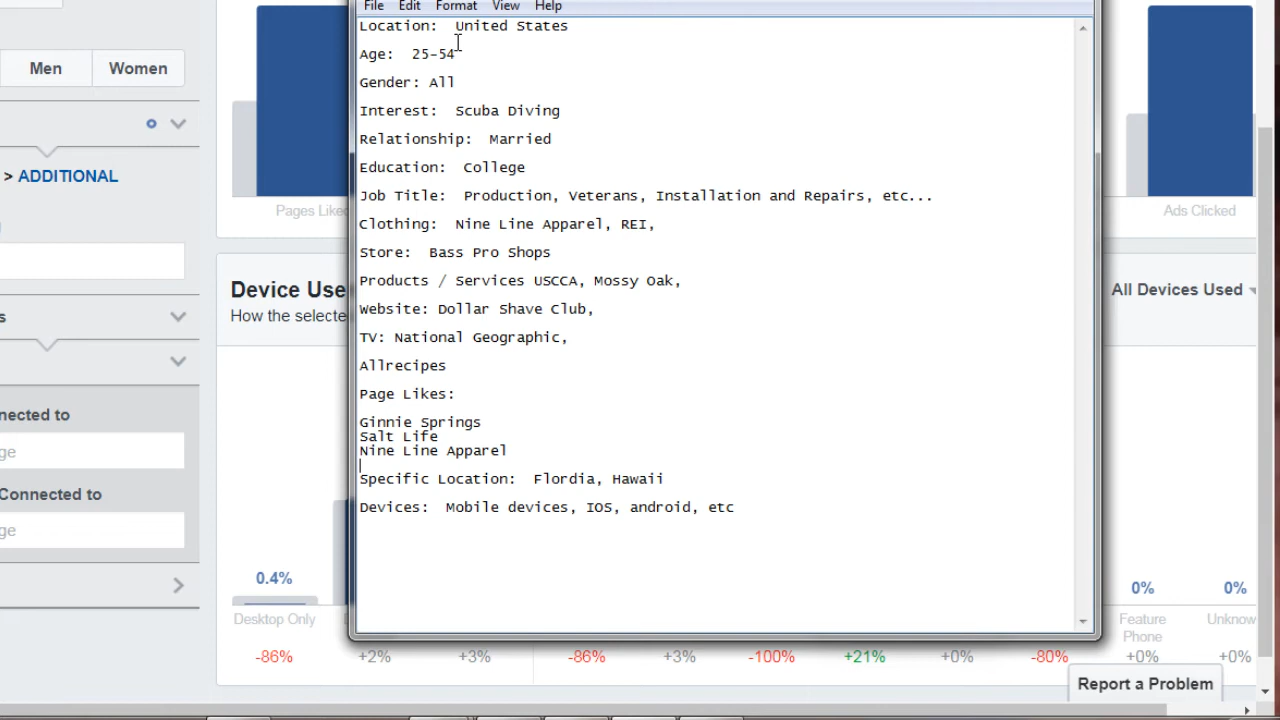 File Edit Format View Help
Location:  United States
Age:  25-54
Gender: All
Interest:  Scuba Diving
Relationship:  Married
Education:  College
Job Title:  Production, Veterans, Installation and Repairs, etc...
Clothing:  Nine Line Apparel, REI,
Store:  Bass Pro Shops
Products / Services USCCA, Mossy Oak,
Website: Dollar Shave Club,
TV: National Geographic,
Allrecipes
Page Likes:
Ginnie Springs
Salt Life
Nine Line Apparel
Specific Location:  Flordia, Hawaii
Devices:  Mobile devices, IOS, android, etc
Men Women
> ADDITIONAL
nected to
ge
Connected to
ge
Pages Like
Ads Clicked
Device Use
How the selecte
All Devices Used
0.4%
0% 0%
Desktop Only
Feature Phone
Unknow
-86% +2% +3% -86% +3% -100% +21% +0% -80% +0% +0%
Report a Problem